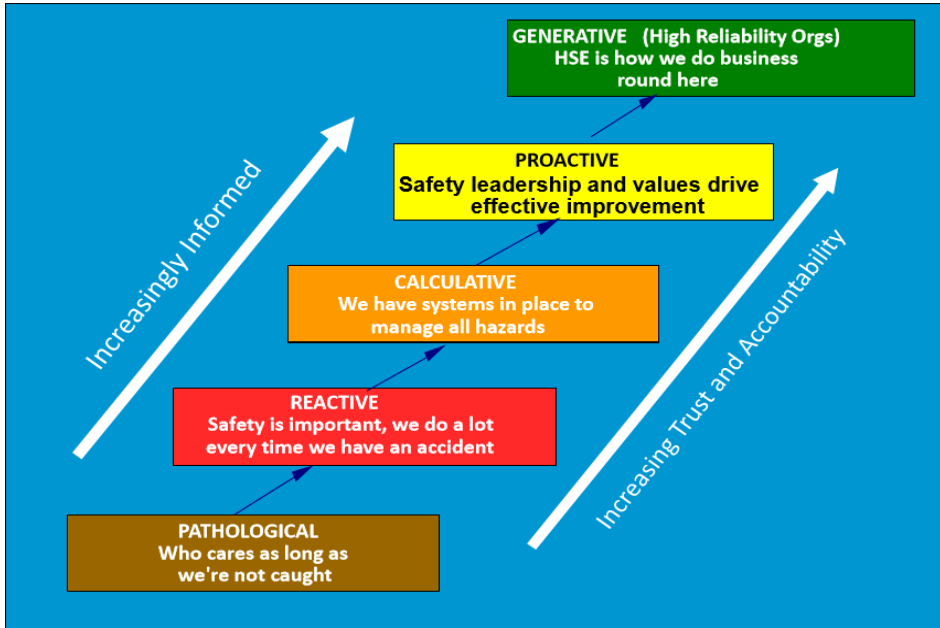 GENERATIVE (High Reliability Orgs)
HSE is how we do business
round here
PROACTIVE
Safety leadership and values drive
effective improvement
CALCULATIVE
We have systems in place to
manage all hazards
REACTIVE
Safety is important, we do a lot
every time we have an accident
PATHOLOGICAL
Who cares as long as
we're not caught
Increasingly Informed
Increasing Trust and Accountability